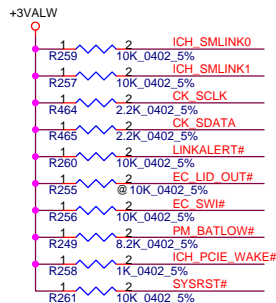 +3VALW
1 2 ICH_SMLINK0
R259 10K_0402_5%
1 2 ICH_SMLINK1
R257 10K_0402_5%
1 2 CK_SCLK
R464 2.2K_0402_5%
1 2 CK_SDATA
R465 2.2K_0402_5%
1 2 LINKALERT#
R260 10K_0402_5%
1 2 EC_LID_OUT#
R255 @10K_0402_5%
1 2 EC_SWI#
R256 10K_0402_5%
1 2 PM_BATLOW#
R249 8.2K_0402_5%
1 2 ICH_PCIE_WAKE#
R258 1K_0402_5%
1 2 SYSRST#
R261 10K_0402_5%